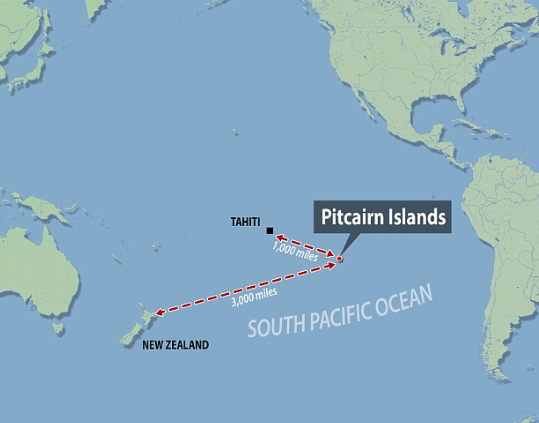 TAHITI
Pitcairn Islands
1,000 miles
3,000 miles
SOUTH PACIFIC OCEAN
NEW ZEALAND